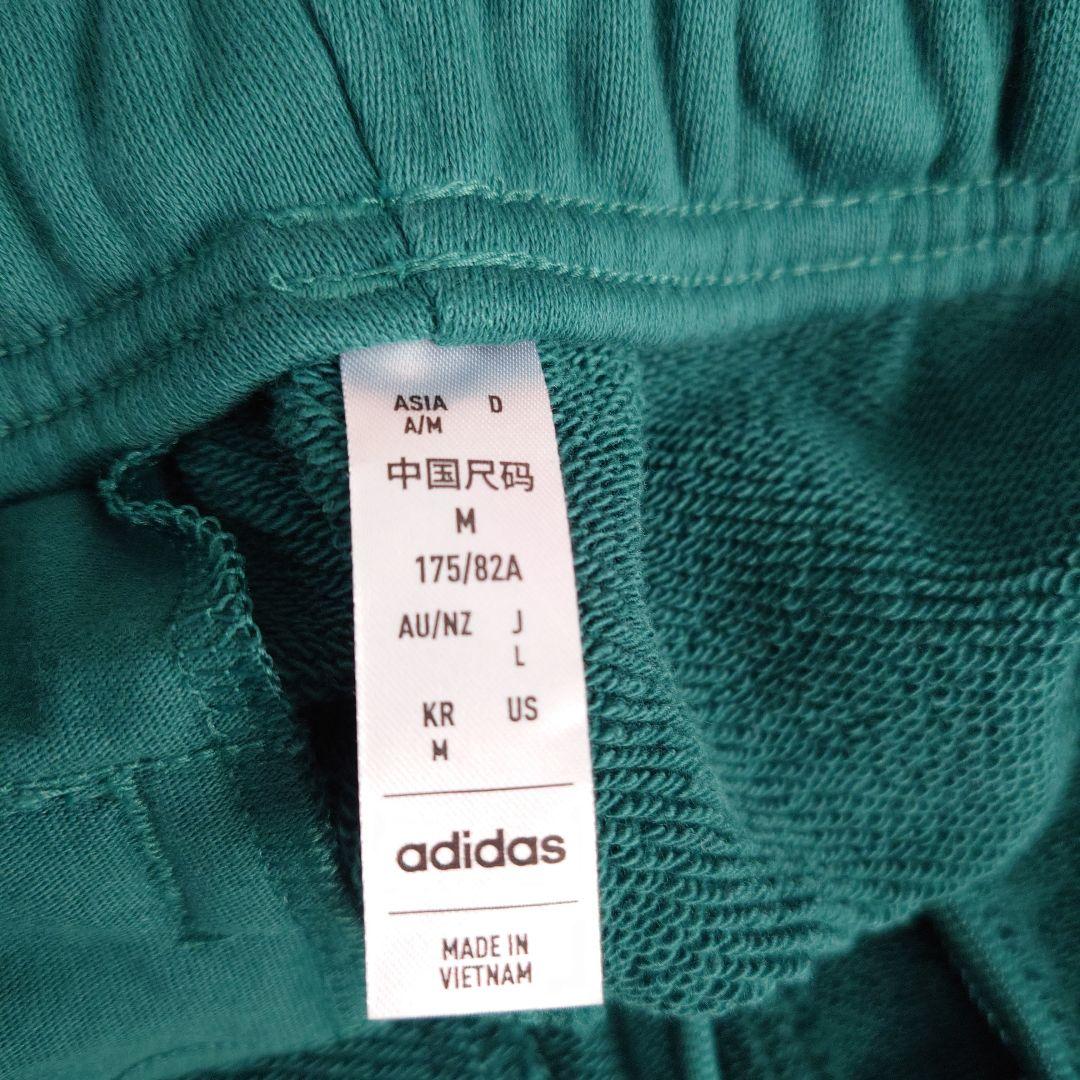 ASIA D
A/M
中国尺码
M
175/82A
AU/NZ J
L
KR US
M
adidas
MADE IN
VIETNAM